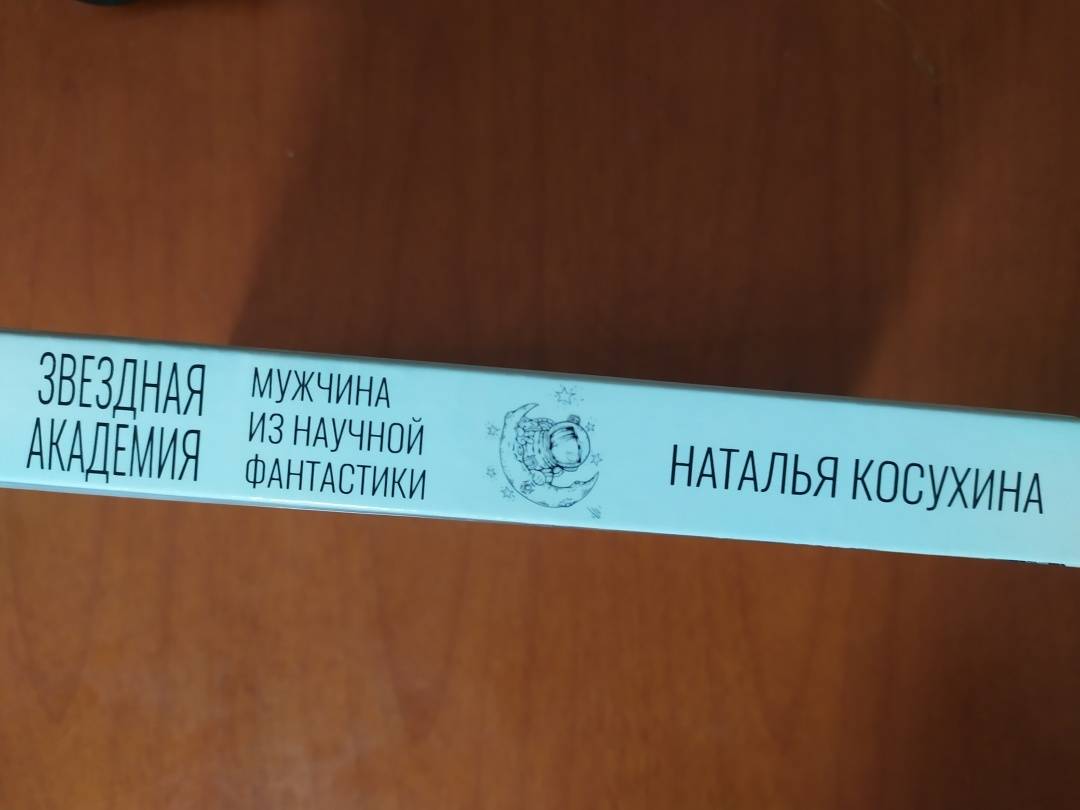 ЗВЕЗДНАЯ
АКАДЕМИЯ
МУЖЧИНА
ИЗ НАУЧНОЙ
ФАНТАСТИКИ
НАТАЛЬЯ КОСУХИНА